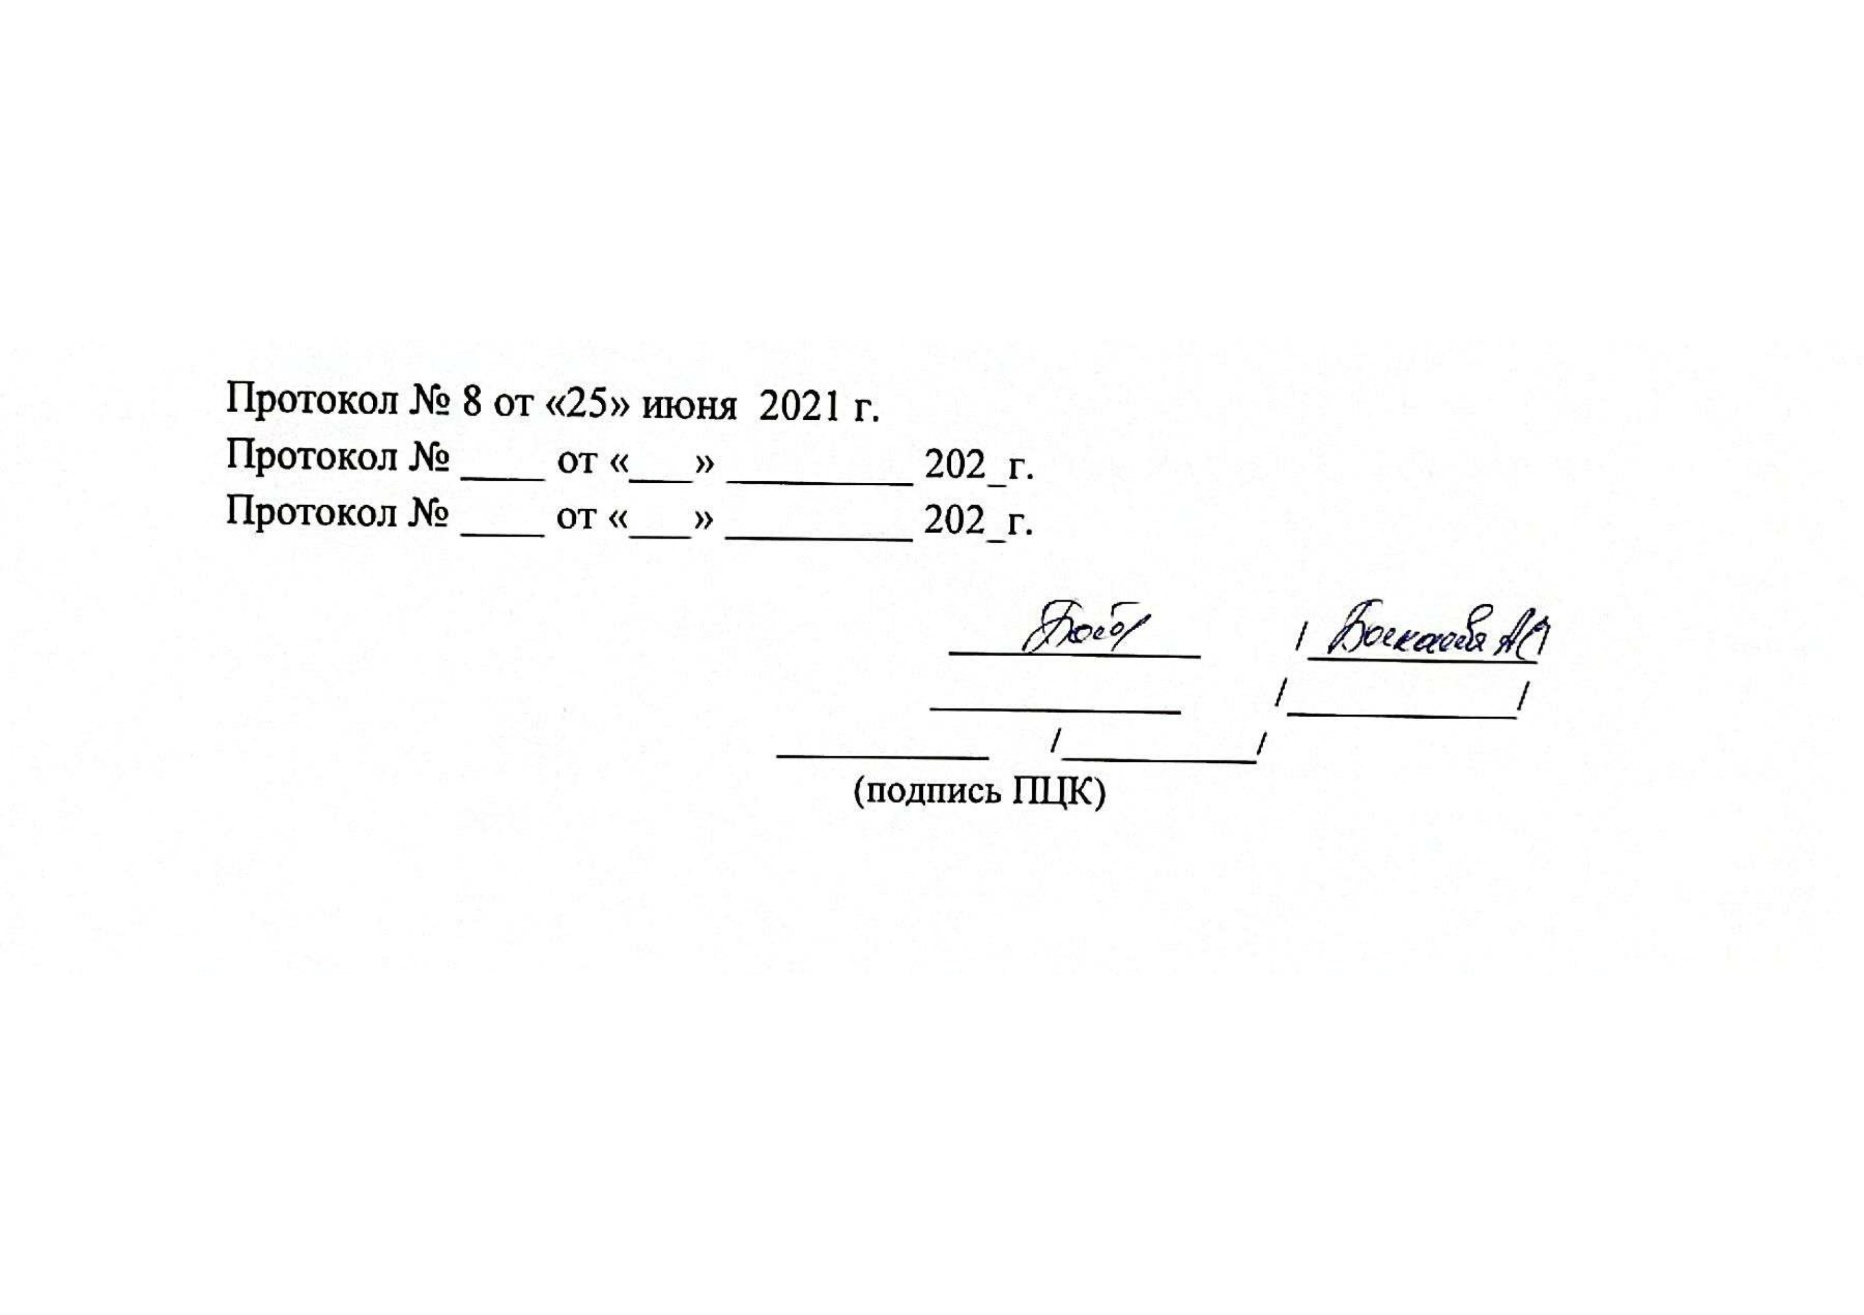 Протокол № 8 от «25» июня 2021 г.
Протокол № ____ от «___» _________ 202_г.
Протокол № ____ от «___» _________ 202_г.
/ /
/ /
/ /
(подпись ПЦК)